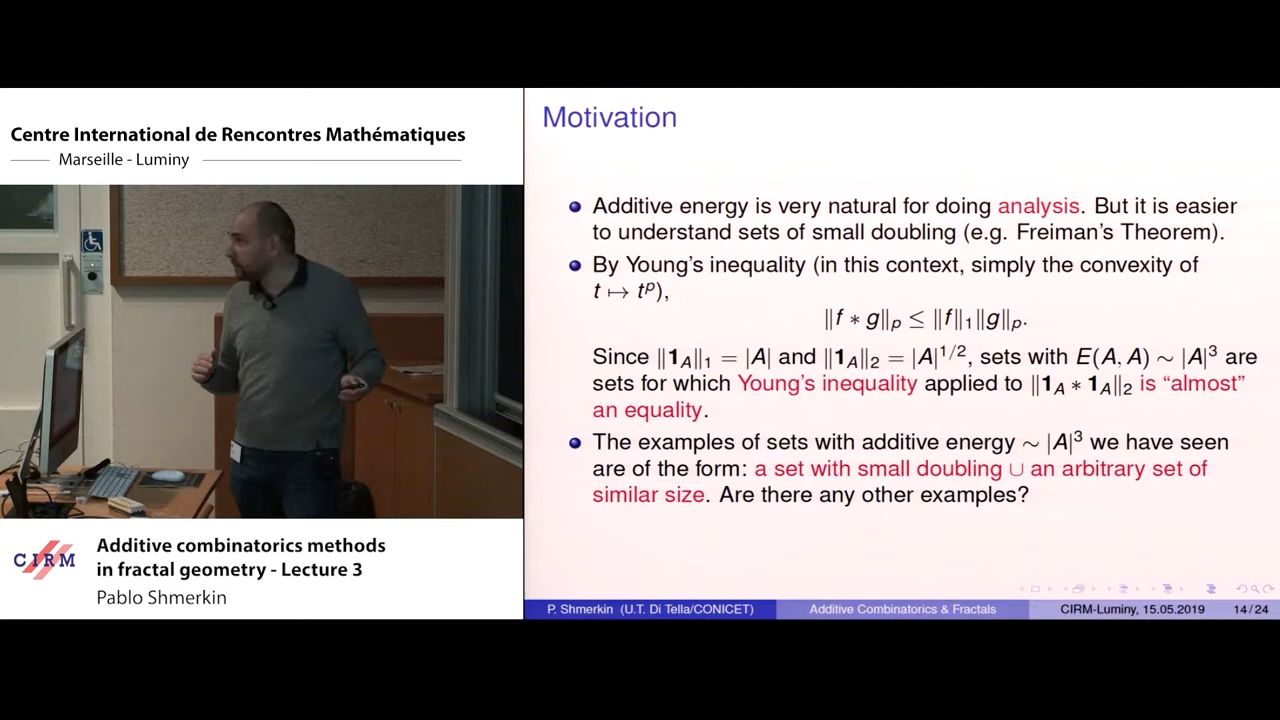 Centre International de Rencontres Mathématiques
Marseille - Luminy
CIRM
Additive combinatorics methods
in fractal geometry - Lecture 3
Pablo Shmerkin
Motivation
Additive energy is very natural for doing analysis. But it is easier
to understand sets of small doubling (e.g. Freiman's Theorem).
By Young's inequality (in this context, simply the convexity of
t ↦ tᵖ),
‖f ∗ g‖ₚ ≤ ‖f‖₁‖g‖ₚ.
Since ‖1_A‖₁ = |A| and ‖1_A‖₂ = |A|^{1/2}, sets with E(A, A) ∼ |A|³ are
sets for which Young's inequality applied to ‖1_A ∗ 1_A‖₂ is “almost”
an equality.
The examples of sets with additive energy ∼ |A|³ we have seen
are of the form: a set with small doubling ∪ an arbitrary set of
similar size. Are there any other examples?
P. Shmerkin (U.T. Di Tella/CONICET) Additive Combinatorics & Fractals CIRM-Luminy, 15.05.2019 14 / 24